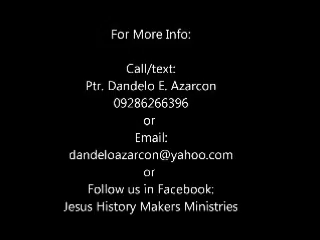 For More Info:
Call/text:
Ptr. Dandelo E. Azarcon
09286266396
or
Email:
dandeloazarcon@yahoo.com
or
Follow us in Facebook:
Jesus History Makers Ministries